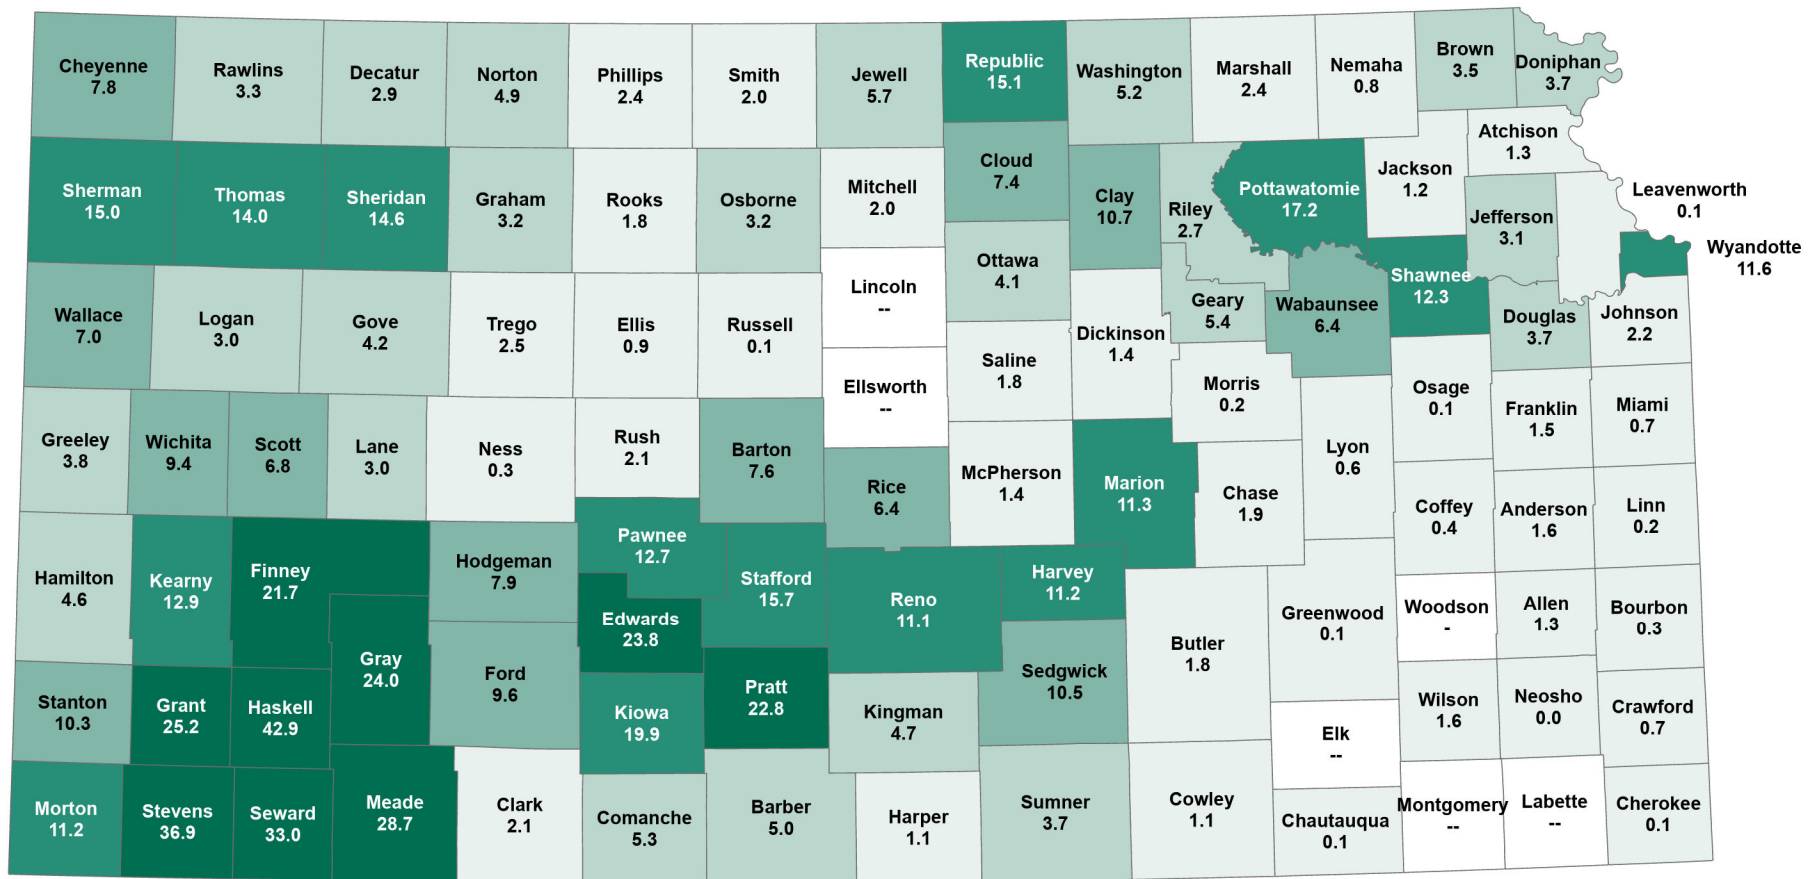 Cheyenne
7.8
Rawlins
3.3
Decatur
2.9
Norton
4.9
Phillips
2.4
Smith
2.0
Jewell
5.7
Republic
15.1
Washington
5.2
Marshall
2.4
Nemaha
0.8
Brown
3.5
Doniphan
3.7
Atchison
1.3
Sherman
15.0
Thomas
14.0
Sheridan
14.6
Graham
3.2
Rooks
1.8
Osborne
3.2
Mitchell
2.0
Cloud
7.4
Clay
10.7
Riley
2.7
Pottawatomie
17.2
Jackson
1.2
Jefferson
3.1
Leavenworth
0.1
Wyandotte
11.6
Wallace
7.0
Logan
3.0
Gove
4.2
Trego
2.5
Ellis
0.9
Russell
0.1
Lincoln
--
Ottawa
4.1
Saline
1.8
Dickinson
1.4
Geary
5.4
Wabaunsee
6.4
Shawnee
12.3
Douglas
3.7
Johnson
2.2
Greeley
3.8
Wichita
9.4
Scott
6.8
Lane
3.0
Ness
0.3
Rush
2.1
Barton
7.6
Ellsworth
--
Rice
6.4
McPherson
1.4
Marion
11.3
Morris
0.2
Chase
1.9
Lyon
0.6
Osage
0.1
Franklin
1.5
Miami
0.7
Coffey
0.4
Anderson
1.6
Linn
0.2
Hamilton
4.6
Kearny
12.9
Finney
21.7
Hodgeman
7.9
Pawnee
12.7
Edwards
23.8
Stafford
15.7
Reno
11.1
Harvey
11.2
Butler
1.8
Greenwood
0.1
Woodson
-
Allen
1.3
Bourbon
0.3
Stanton
10.3
Grant
25.2
Haskell
42.9
Gray
24.0
Ford
9.6
Kiowa
19.9
Pratt
22.8
Kingman
4.7
Sedgwick
10.5
Elk
--
Wilson
1.6
Neosho
0.0
Crawford
0.7
Morton
11.2
Stevens
36.9
Seward
33.0
Meade
28.7
Clark
2.1
Comanche
5.3
Barber
5.0
Harper
1.1
Sumner
3.7
Cowley
1.1
Chautauqua
0.1
Montgomery
--
Labette
--
Cherokee
0.1